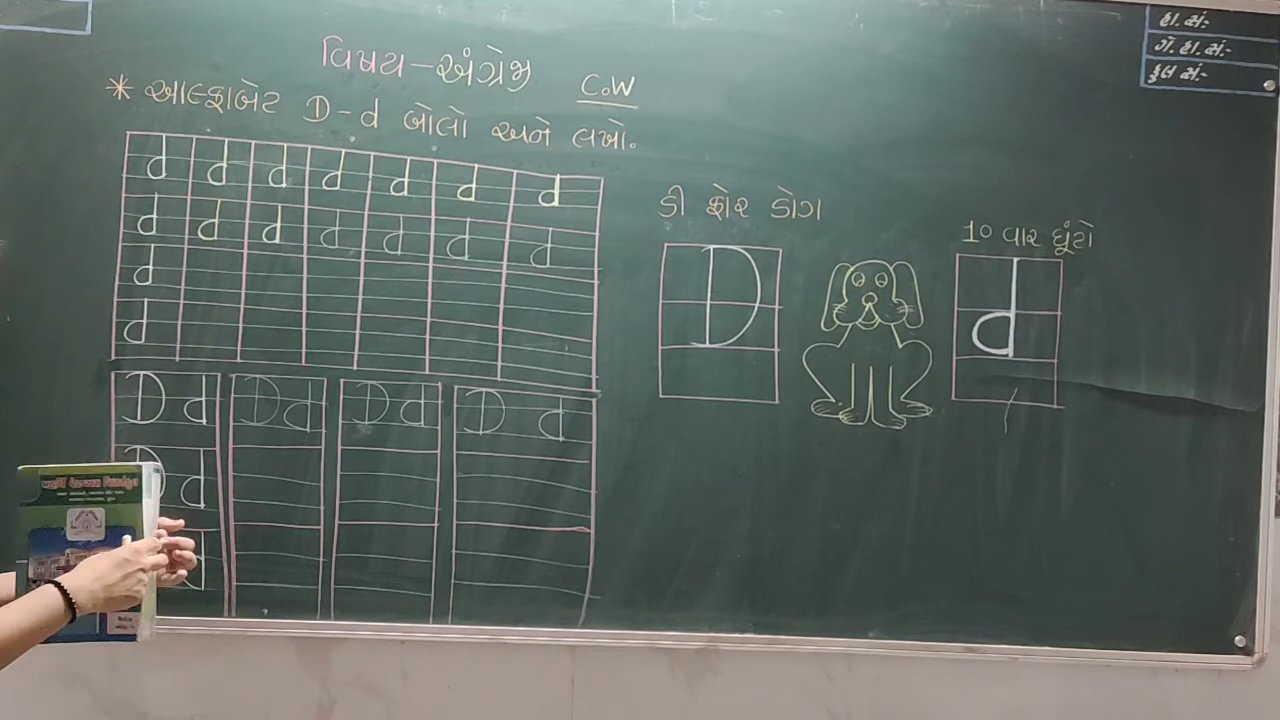 વિષય-અંગ્રેજી
C.W
* આલ્ફાબેટ D-d બોલો અને લખો.
હા. સં:-
ગે. હા. સં:-
કુલ સં:-
d d d d d d d
d d d d d d d
d
d
D d D d D d D d
D d
d
ડી ફોર ડોગ
D
10 વાર ઘૂંટો
d